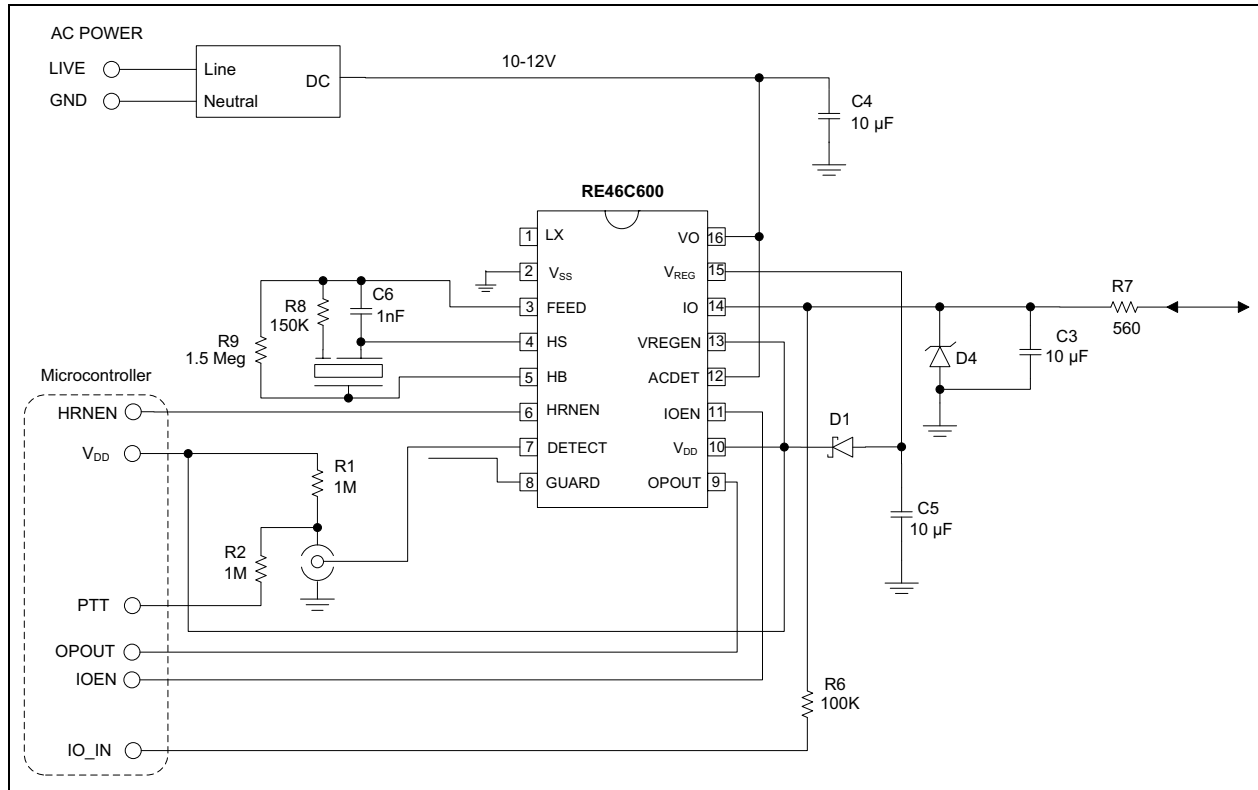 AC POWER
LIVE
GND
Line
Neutral
DC
10-12V
C4
10 µF
RE46C600
1
LX
2
VSS
3
FEED
4
HS
5
HB
6
HRNEN
7
DETECT
8
GUARD
VO
16
VREG
15
IO
14
VREGEN
13
ACDET
12
IOEN
11
VDD
10
OPOUT
9
R8
150K
C6
1nF
R9
1.5 Meg
R7
560
C3
10 µF
D4
D1
C5
10 µF
Microcontroller
HRNEN
VDD
R1
1M
R2
1M
PTT
OPOUT
IOEN
IO_IN
R6
100K